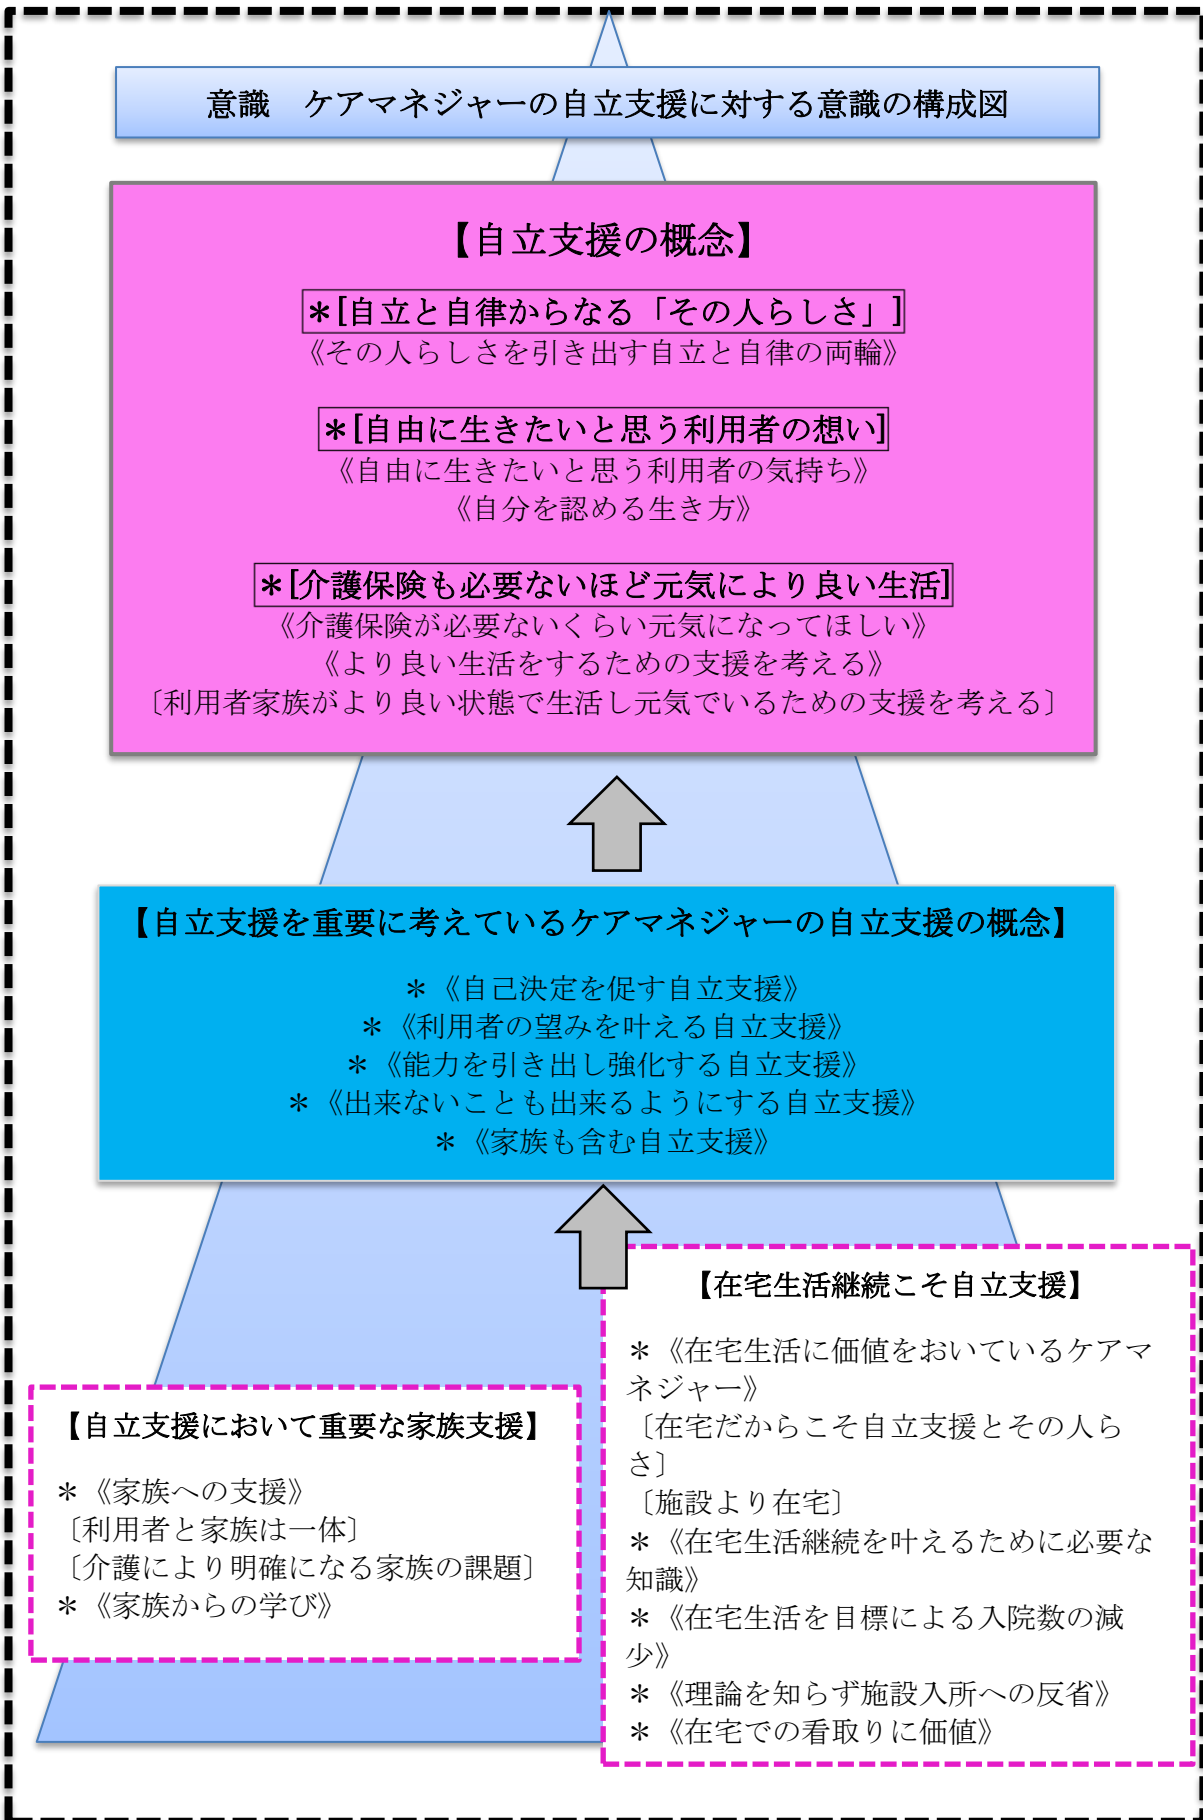 意識　ケアマネジャーの自立支援に対する意識の構成図
【自立支援の概念】
＊[自立と自律からなる「その人らしさ」]
《その人らしさを引き出す自立と自律の両輪》
＊[自由に生きたいと思う利用者の想い]
《自由に生きたいと思う利用者の気持ち》
《自分を認める生き方》
＊[介護保険も必要ないほど元気により良い生活]
《介護保険が必要ないくらい元気になってほしい》
《より良い生活をするための支援を考える》
〔利用者家族がより良い状態で生活し元気でいるための支援を考える〕
【自立支援を重要に考えているケアマネジャーの自立支援の概念】
＊《自己決定を促す自立支援》
＊《利用者の望みを叶える自立支援》
＊《能力を引き出し強化する自立支援》
＊《出来ないことも出来るようにする自立支援》
＊《家族も含む自立支援》
【自立支援において重要な家族支援】
＊《家族への支援》
〔利用者と家族は一体〕
〔介護により明確になる家族の課題〕
＊《家族からの学び》
【在宅生活継続こそ自立支援】
＊《在宅生活に価値をおいているケアマ
ネジャー》
〔在宅だからこそ自立支援とその人ら
さ〕
〔施設より在宅〕
＊《在宅生活継続を叶えるために必要な
知識》
＊《在宅生活を目標による入院数の減
少》
＊《理論を知らず施設入所への反省》
＊《在宅での看取りに価値》